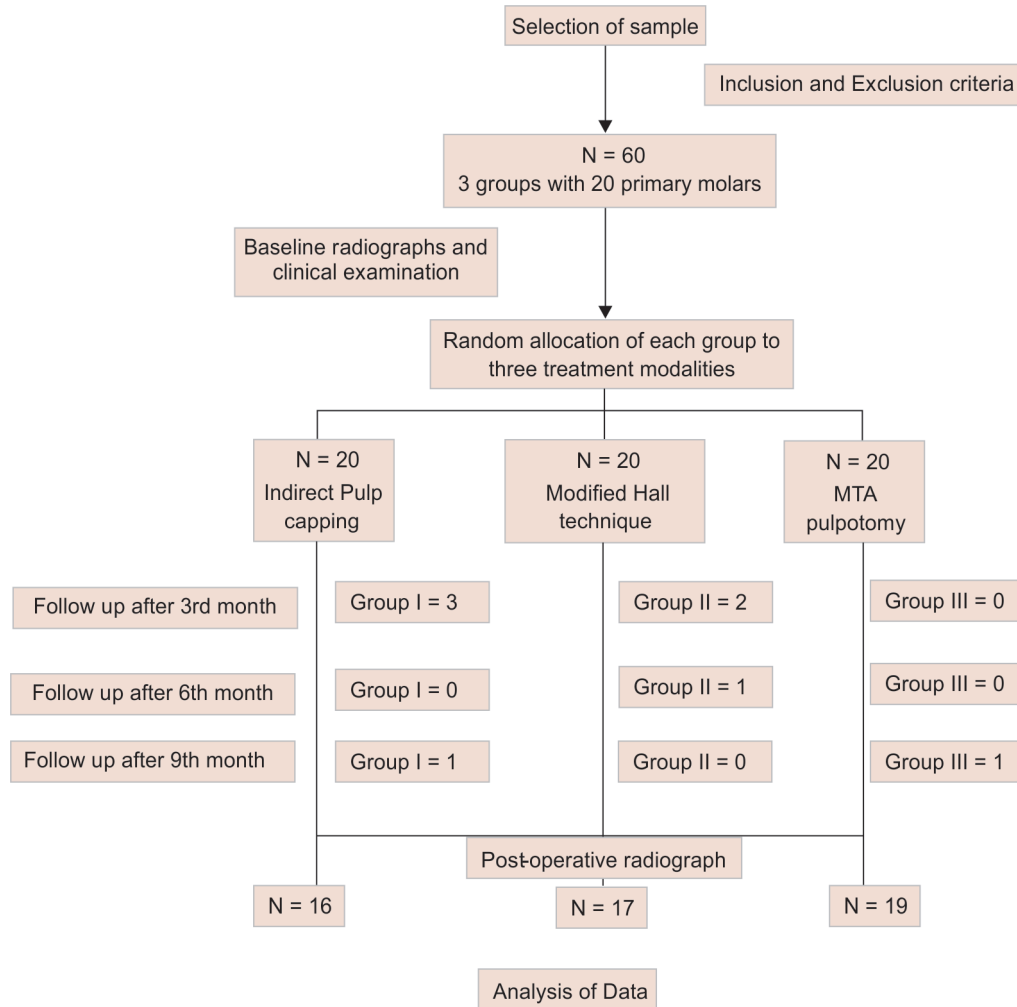 Selection of sample
Inclusion and Exclusion criteria
N = 60
3 groups with 20 primary molars
Baseline radiographs and
clinical examination
Random allocation of each group to
three treatment modalities
N = 20
Indirect Pulp
capping
N = 20
Modified Hall
technique
N = 20
MTA
pulpotomy
Follow up after 3rd month
Group I = 3
Group II = 2
Group III = 0
Follow up after 6th month
Group I = 0
Group II = 1
Group III = 0
Follow up after 9th month
Group I = 1
Group II = 0
Group III = 1
Post-operative radiograph
N = 16
N = 17
N = 19
Analysis of Data